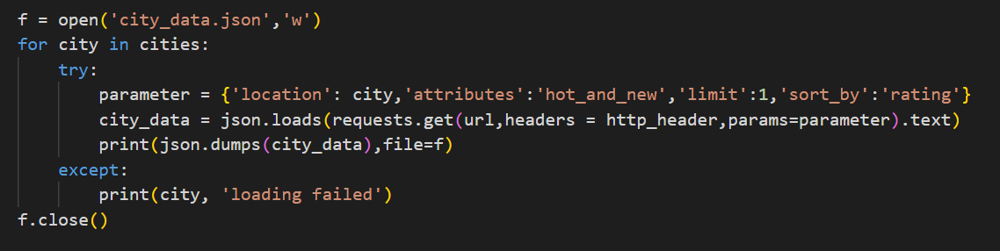 f = open('city_data.json','w')
for city in cities:
    try:
        parameter = {'location': city,'attributes':'hot_and_new','limit':1,'sort_by':'rating'}
        city_data = json.loads(requests.get(url,headers = http_header,params=parameter).text)
        print(json.dumps(city_data),file=f)
    except:
        print(city, 'loading failed')
f.close()